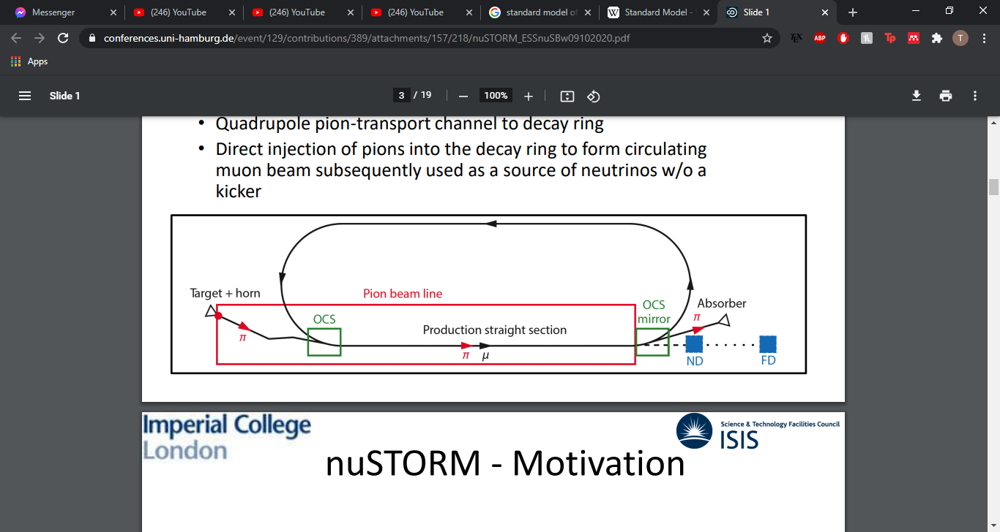 Messenger
(246) YouTube
(246) YouTube
(246) YouTube
standard model of
Standard Model -
Slide 1
conferences.uni-hamburg.de/event/129/contributions/389/attachments/157/218/nuSTORM_ESSnuSBw09102020.pdf
TEX
ABP
h
Tp
T
Apps
Slide 1
3 / 19
100%
• Quadrupole pion-transport channel to decay ring
• Direct injection of pions into the decay ring to form circulating
muon beam subsequently used as a source of neutrinos w/o a
kicker
Target + horn
Pion beam line
OCS
mirror
Absorber
OCS
π
π
Production straight section
π μ
ND
FD
Imperial College
London
Science & Technology Facilities Council
ISIS
nuSTORM - Motivation